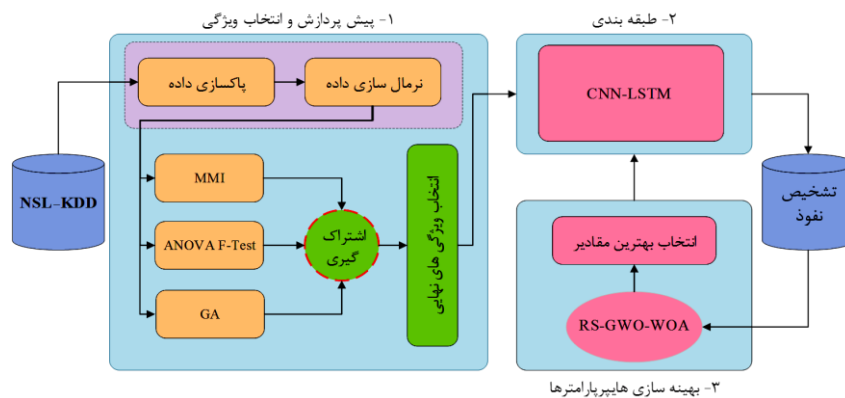 ۱- پیش پردازش و انتخاب ویژگی
پاکسازی داده
نرمال سازی داده
NSL-KDD
MMI
ANOVA F-Test
GA
اشتراک
گیری
انتخاب ویژگی های نهایی
۲- طبقه بندی
CNN-LSTM
تشخیص
نفوذ
انتخاب بهترین مقادیر
RS-GWO-WOA
۳- بهینه سازی هایپرپارامترها